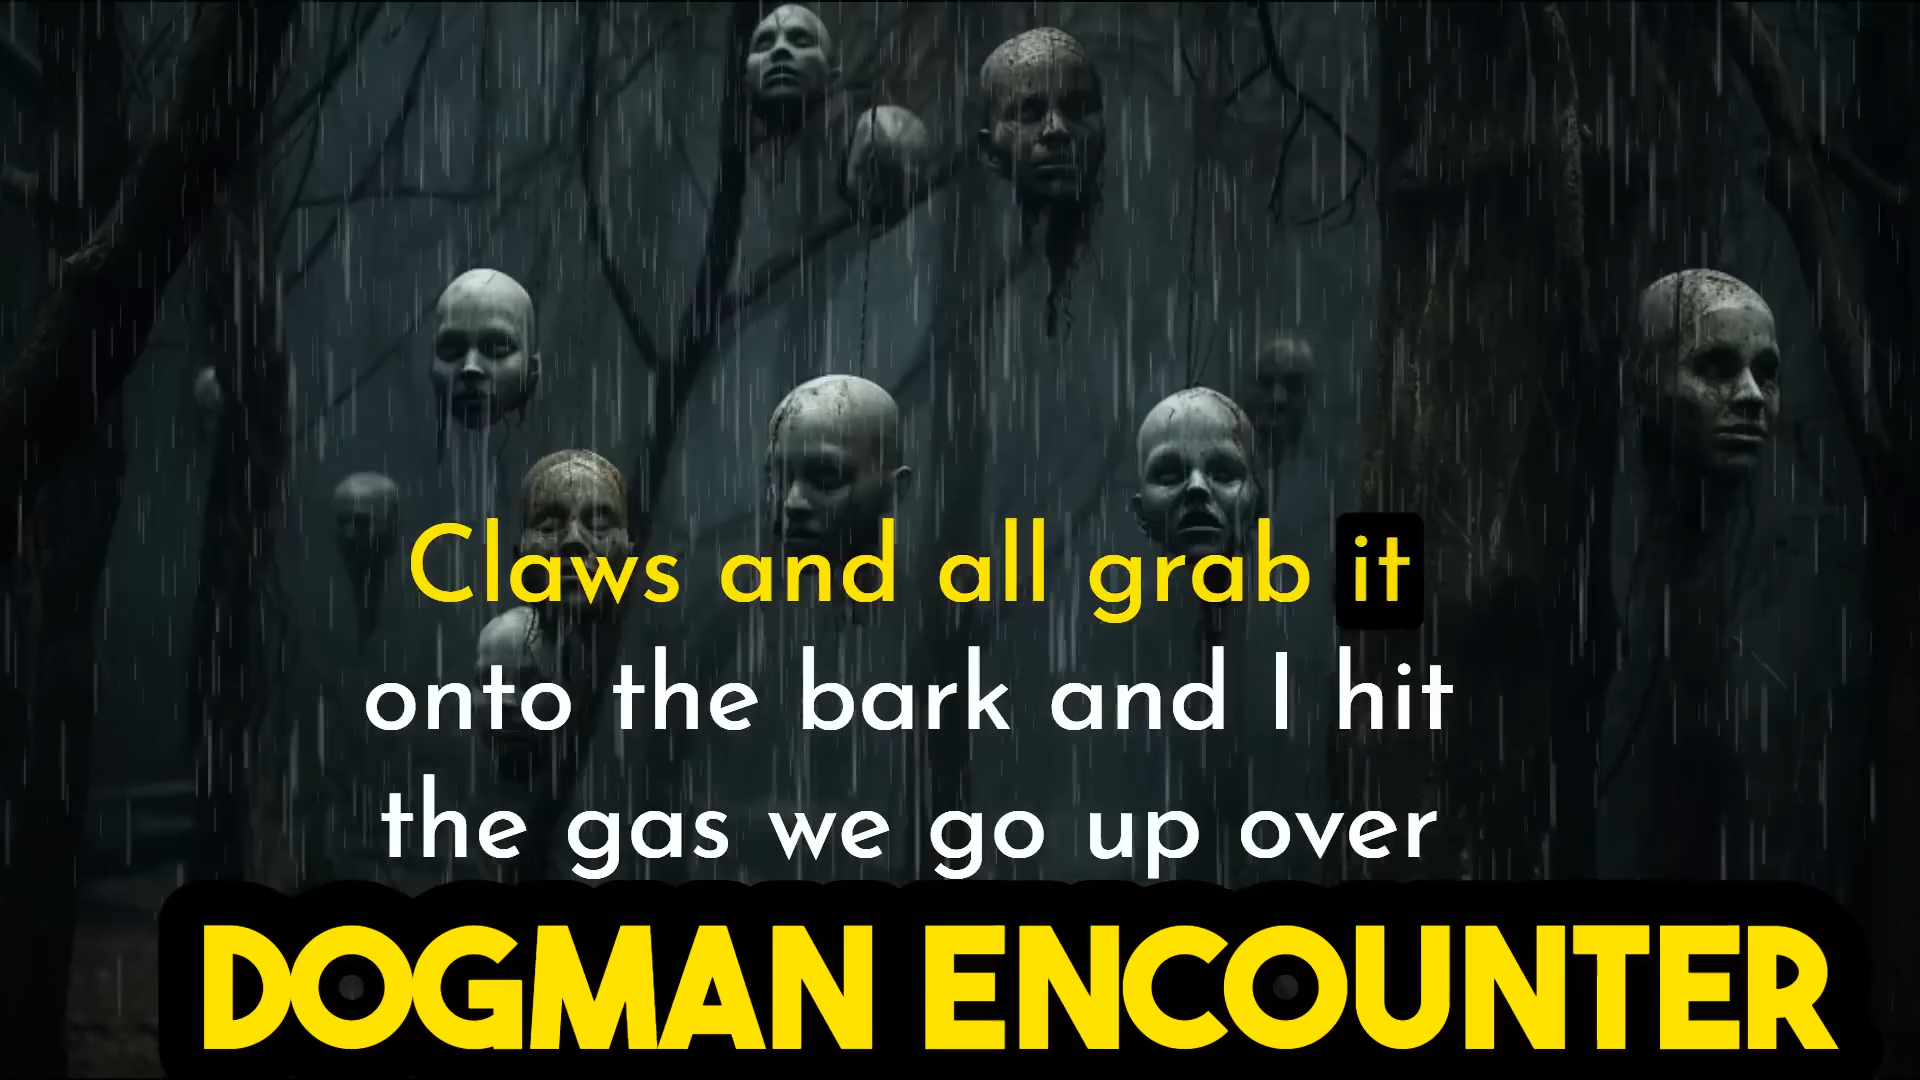 Claws and all grab it
onto the bark and I hit
the gas we go up over
DOGMAN ENCOUNTER